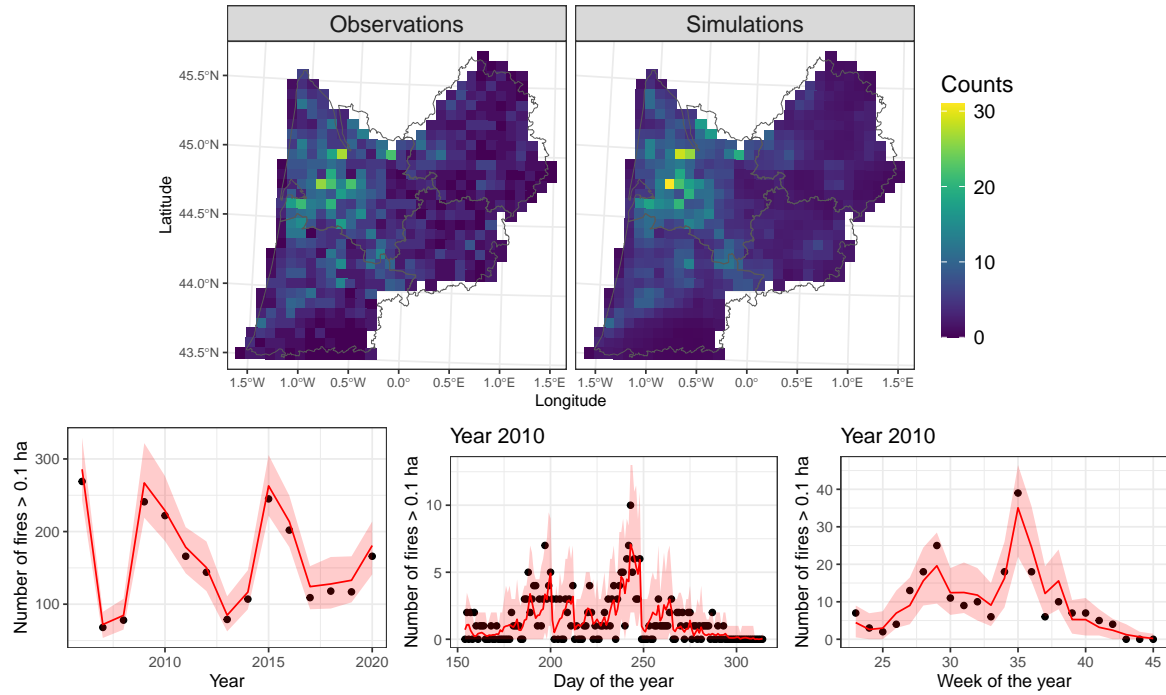 Observations
Simulations
Counts
30
20
10
0
Latitude
45.5°N
45.0°N
44.5°N
44.0°N
43.5°N
1.5°W 1.0°W 0.5°W 0.0° 0.5°E 1.0°E 1.5°E
1.5°W 1.0°W 0.5°W 0.0° 0.5°E 1.0°E 1.5°E
Longitude
Number of fires > 0.1 ha
300
200
100
2010 2015 2020
Year
Year 2010
Number of fires > 0.1 ha
10
5
0
150 200 250 300
Day of the year
Year 2010
Number of fires > 0.1 ha
40
30
20
10
0
25 30 35 40 45
Week of the year